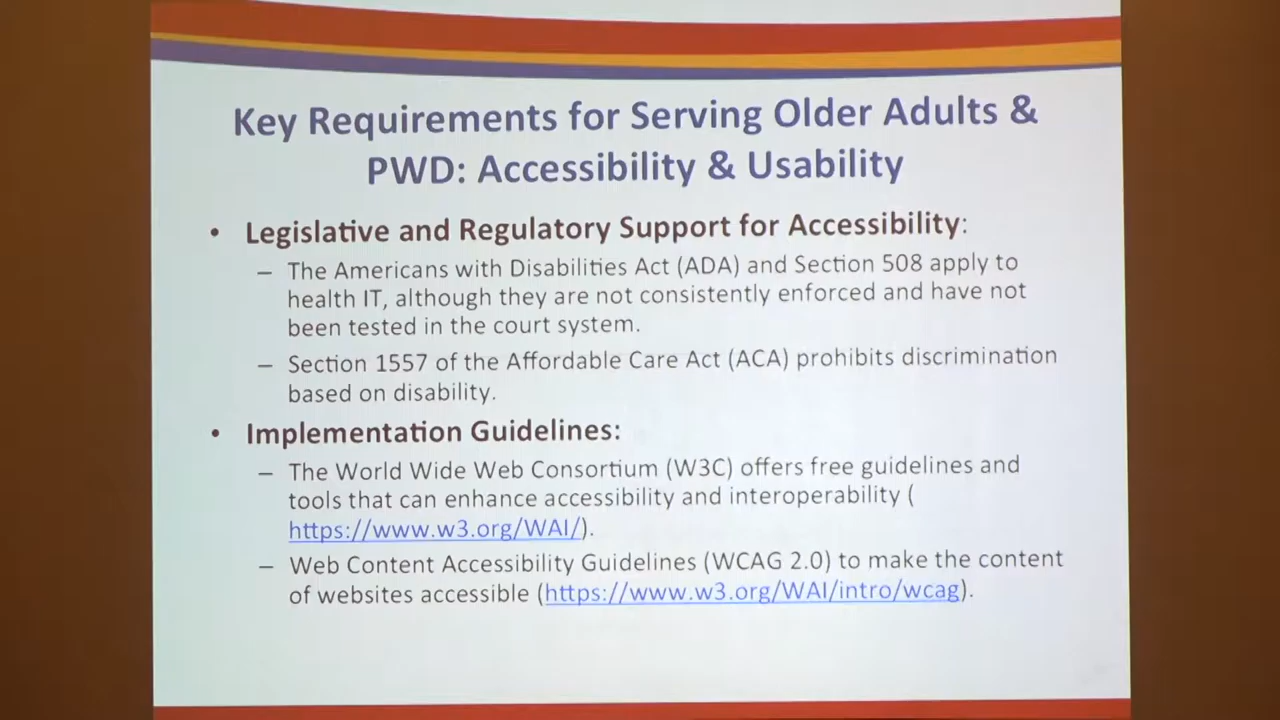 Key Requirements for Serving Older Adults &
PWD: Accessibility & Usability
• Legislative and Regulatory Support for Accessibility:
– The Americans with Disabilities Act (ADA) and Section 508 apply to
health IT, although they are not consistently enforced and have not
been tested in the court system.
– Section 1557 of the Affordable Care Act (ACA) prohibits discrimination
based on disability.
• Implementation Guidelines:
– The World Wide Web Consortium (W3C) offers free guidelines and
tools that can enhance accessibility and interoperability (
https://www.w3.org/WAI/).
– Web Content Accessibility Guidelines (WCAG 2.0) to make the content
of websites accessible (https://www.w3.org/WAI/intro/wcag).